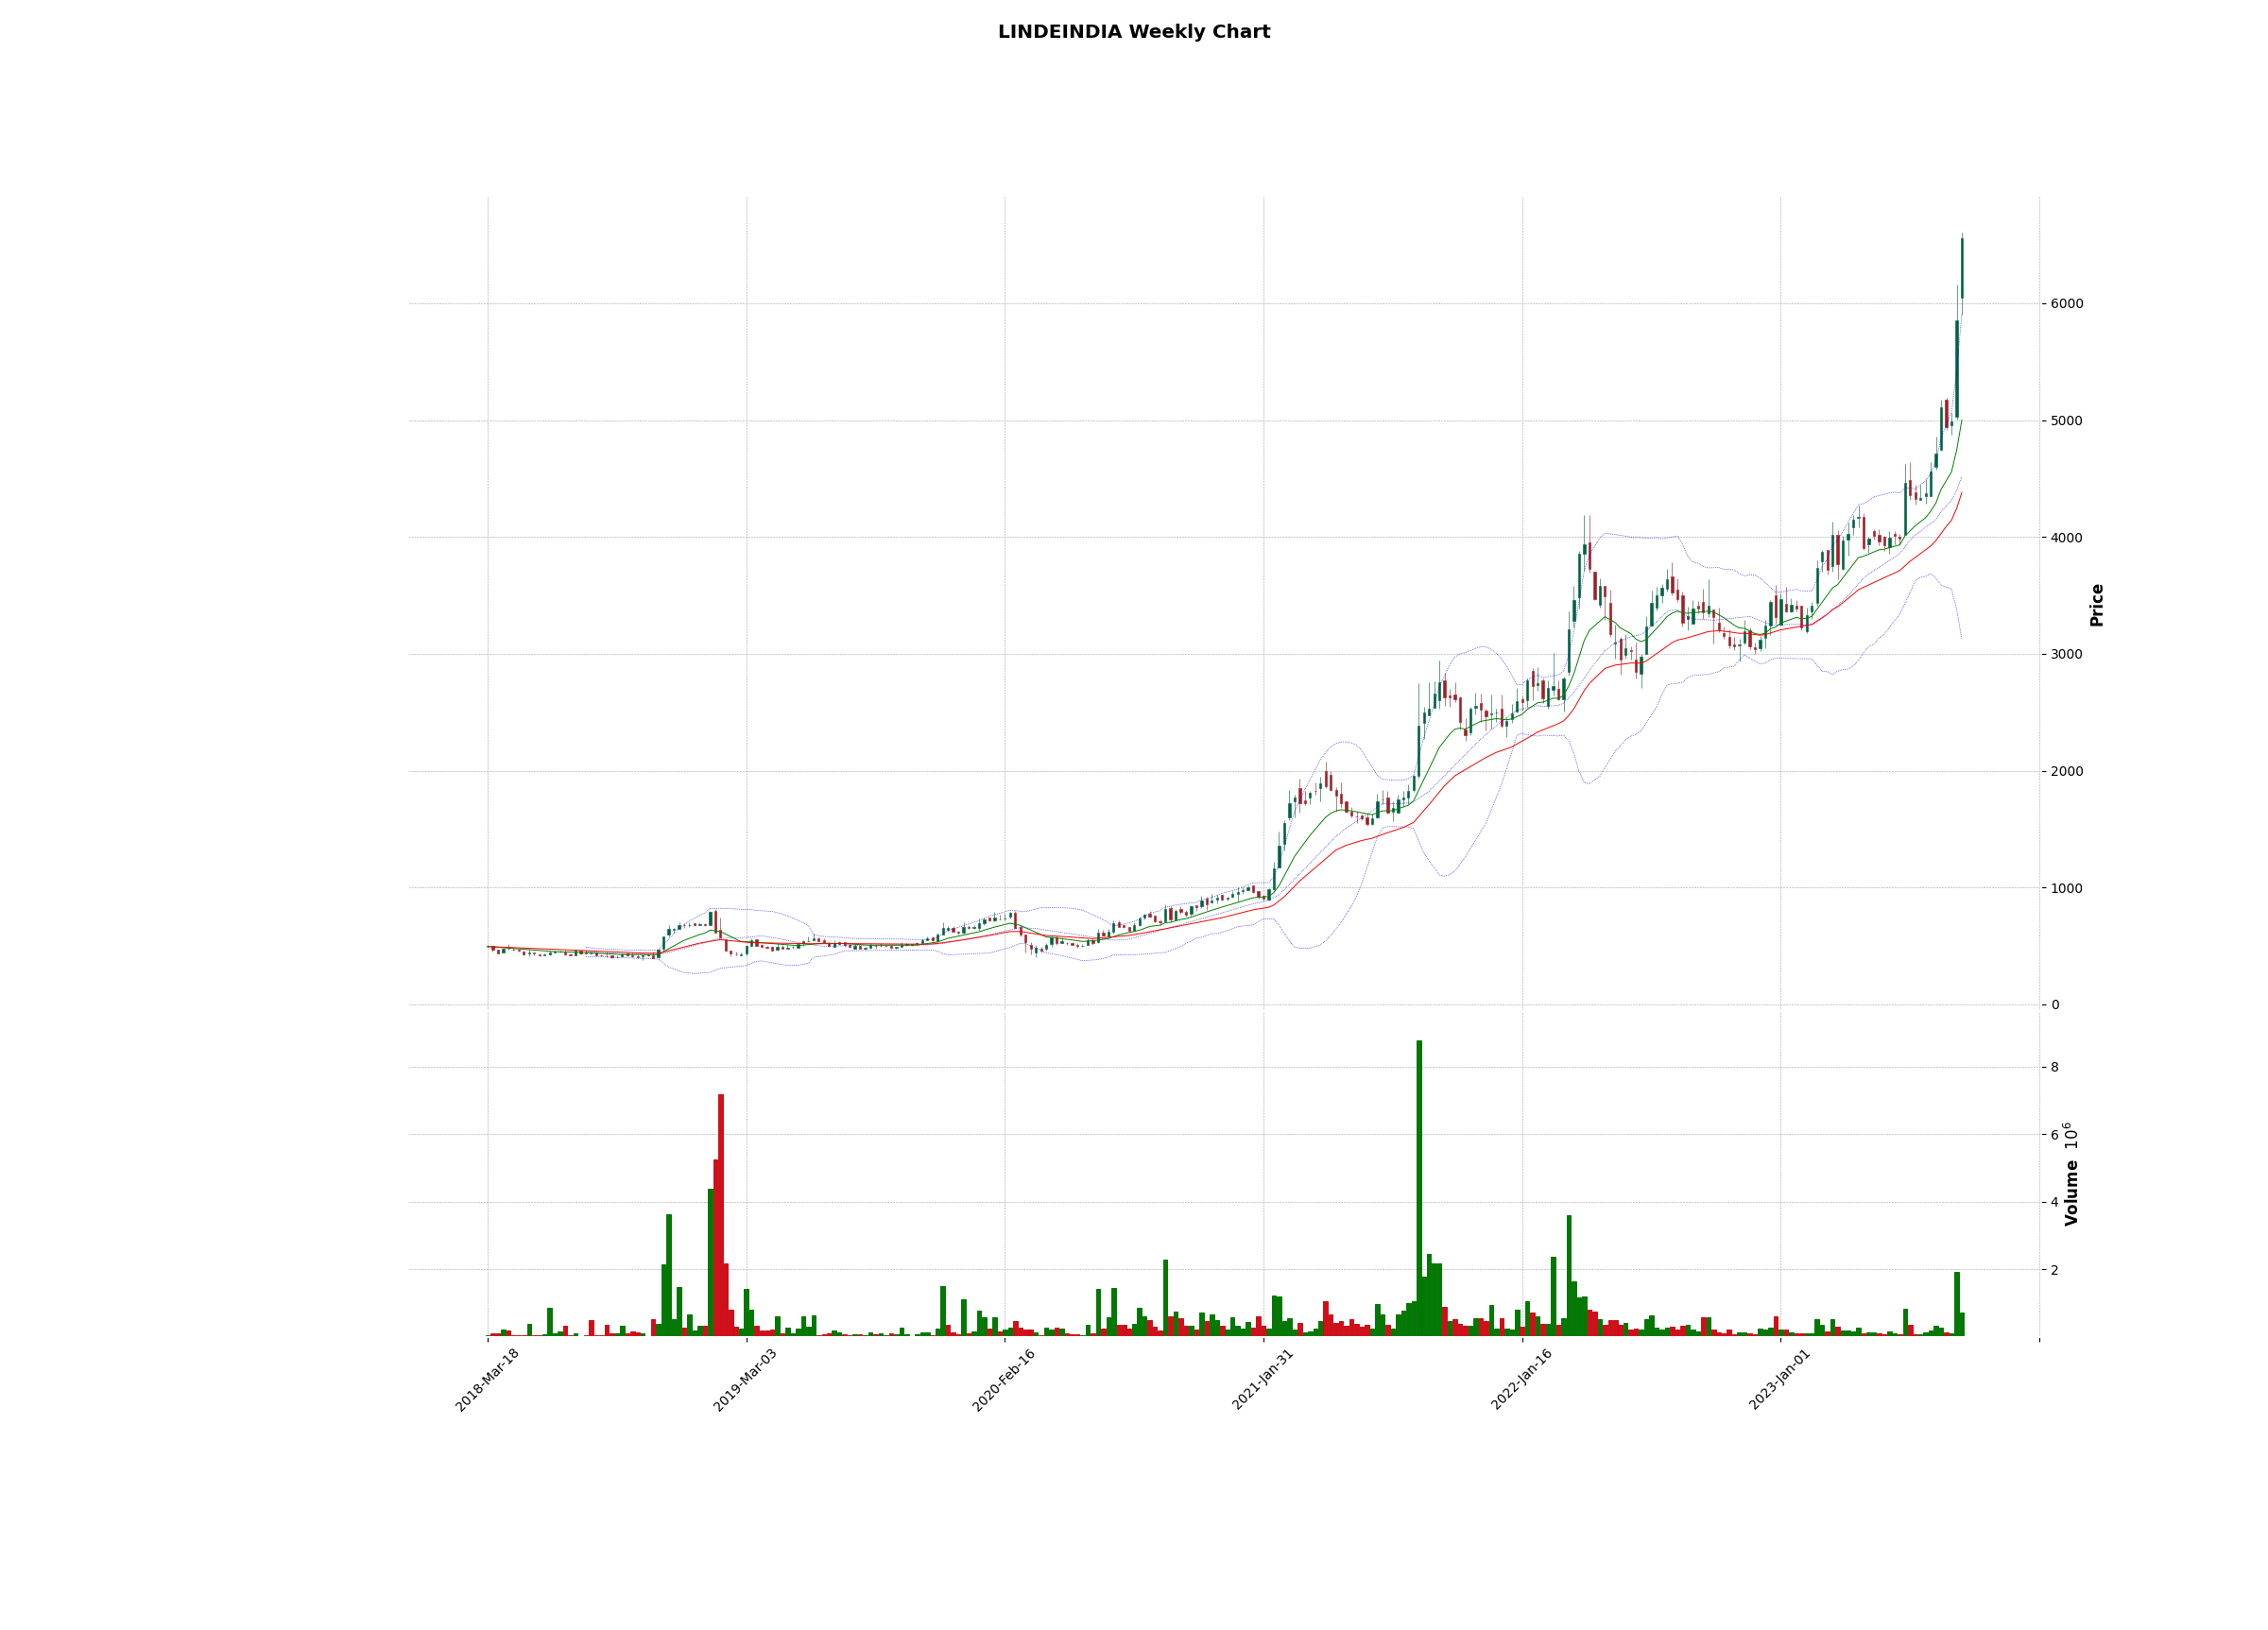 LINDEINDIA Weekly Chart
6000
5000
4000
3000
2000
1000
0
Price
8
6
4
2
Volume 10^6
2018-Mar-18
2019-Mar-03
2020-Feb-16
2021-Jan-31
2022-Jan-16
2023-Jan-01